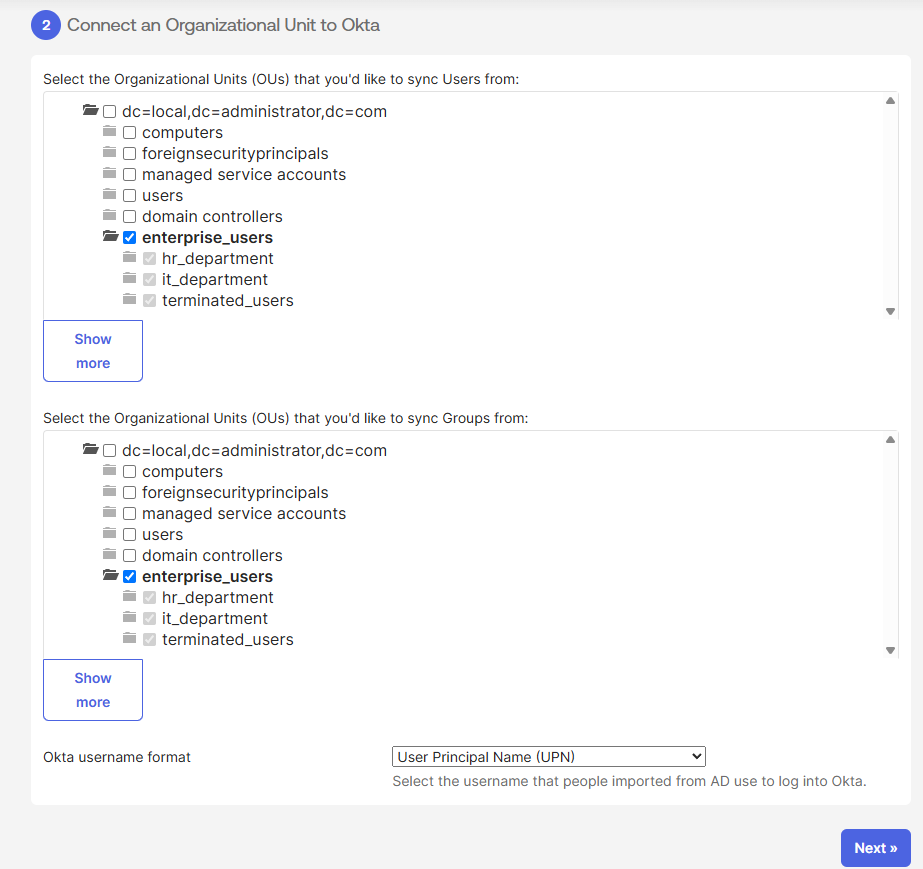 2 Connect an Organizational Unit to Okta
Select the Organizational Units (OUs) that you'd like to sync Users from:
dc=local,dc=administrator,dc=com
computers
foreignsecurityprincipals
managed service accounts
users
domain controllers
enterprise_users
hr_department
it_department
terminated_users
Show
more
Select the Organizational Units (OUs) that you'd like to sync Groups from:
dc=local,dc=administrator,dc=com
computers
foreignsecurityprincipals
managed service accounts
users
domain controllers
enterprise_users
hr_department
it_department
terminated_users
Show
more
Okta username format User Principal Name (UPN)
Select the username that people imported from AD use to log into Okta.
Next »